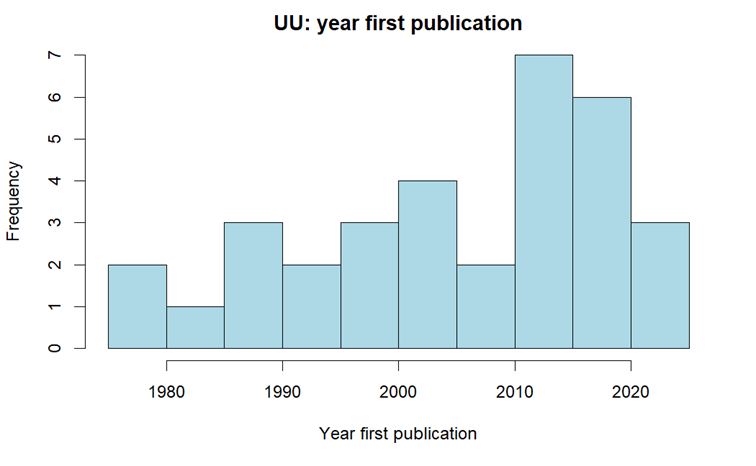 UU: year first publication
7
6
5
4
3
2
1
0
Frequency
1980 1990 2000 2010 2020
Year first publication